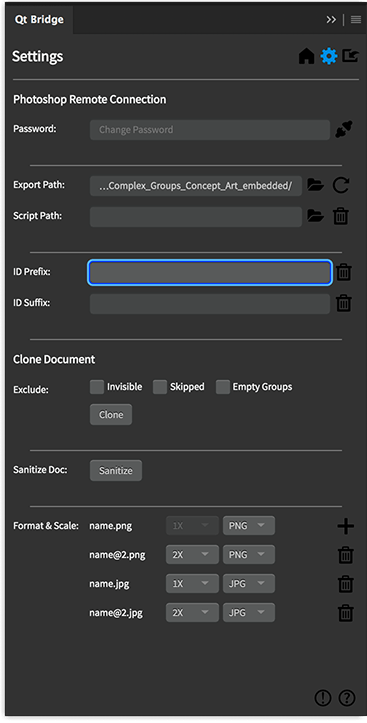 Qt Bridge
Settings
Photoshop Remote Connection
Password: Change Password
Export Path: ...Complex_Groups_Concept_Art_embedded/
Script Path:
ID Prefix:
ID Suffix:
Clone Document
Exclude: Invisible Skipped Empty Groups
Clone
Sanitize Doc: Sanitize
Format & Scale: name.png 1X PNG
name@2.png 2X PNG
name.jpg 1X JPG
name@2.jpg 2X JPG